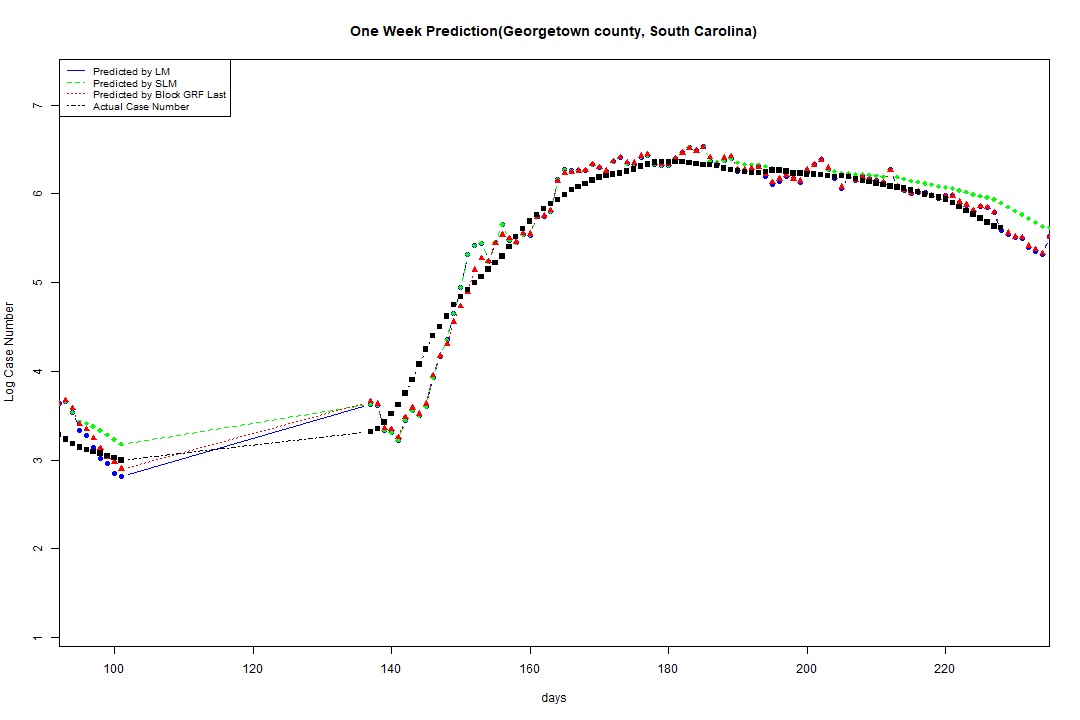 One Week Prediction(Georgetown county, South Carolina)
Predicted by LM
Predicted by SLM
Predicted by Block GRF Last
Actual Case Number
7
6
5
4
3
2
1
Log Case Number
100 120 140 160 180 200 220
days